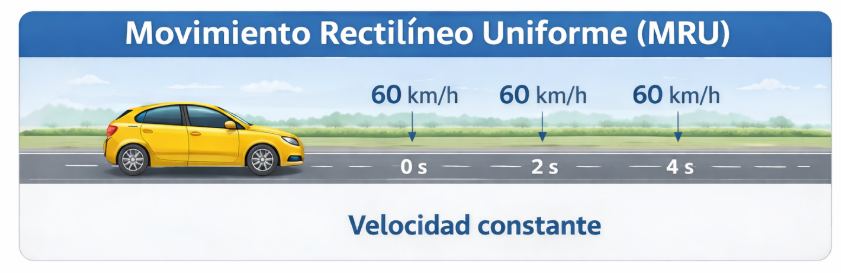 Movimiento Rectilíneo Uniforme (MRU)
60 km/h 60 km/h 60 km/h
0 s 2 s 4 s
Velocidad constante